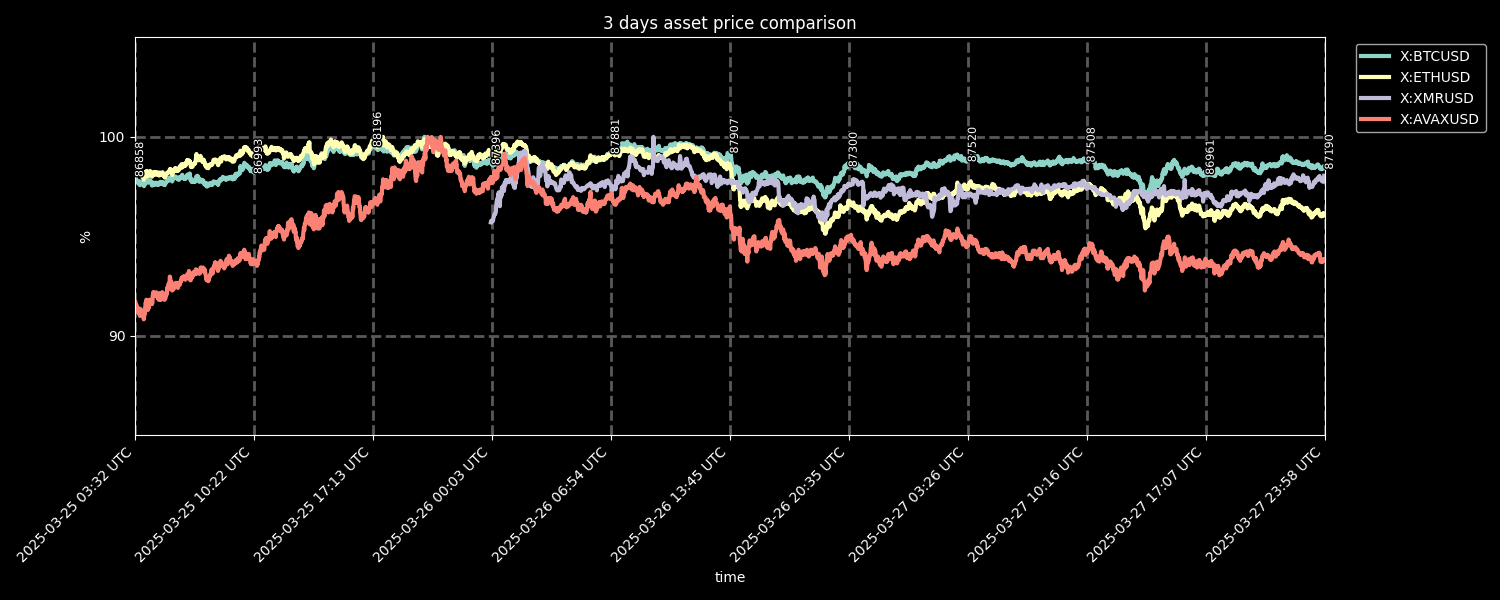 3 days asset price comparison
X:BTCUSD
X:ETHUSD
X:XMRUSD
X:AVAXUSD
100
90
%
86858
86993
88196
87396
87881
87907
87300
87520
87508
86961
87190
2025-03-25 03:32 UTC
2025-03-25 10:22 UTC
2025-03-25 17:13 UTC
2025-03-26 00:03 UTC
2025-03-26 06:54 UTC
2025-03-26 13:45 UTC
2025-03-26 20:35 UTC
2025-03-27 03:26 UTC
2025-03-27 10:16 UTC
2025-03-27 17:07 UTC
2025-03-27 23:58 UTC
time